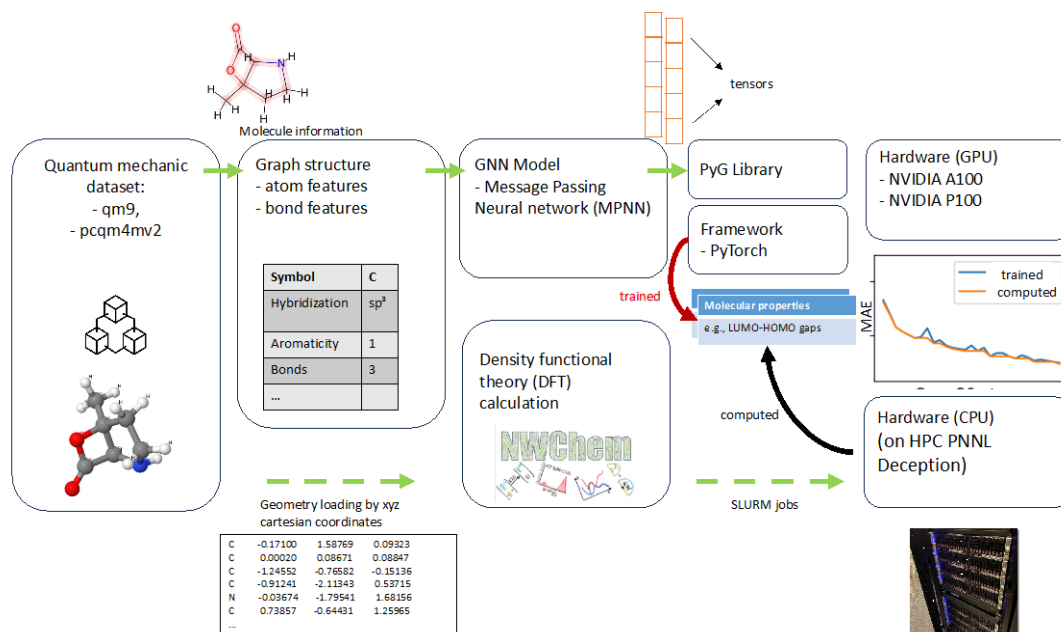 O
H
N
H
O
H
H
H
H
H
H
H
Molecule information
tensors
Quantum mechanic
dataset:
- qm9,
- pcqm4mv2
Graph structure
- atom features
- bond features
Symbol C
Hybridization sp³
Aromaticity 1
Bonds 3
...
GNN Model
- Message Passing
Neural network (MPNN)
PyG Library
Framework
- PyTorch
Hardware (GPU)
- NVIDIA A100
- NVIDIA P100
trained
Molecular properties
e.g., LUMO-HOMO gaps
MAE
trained
computed
Density functional
theory (DFT)
calculation
NWChem
computed
Hardware (CPU)
(on HPC PNNL
Deception)
Geometry loading by xyz
cartesian coordinates
SLURM jobs
C -0.17100 1.58769 0.09323
C 0.00020 0.08671 0.08847
C -1.24552 -0.76582 -0.15136
C -0.91241 -2.11343 0.53715
N -0.03674 -1.79541 1.68156
C 0.73857 -0.64431 1.25965
...